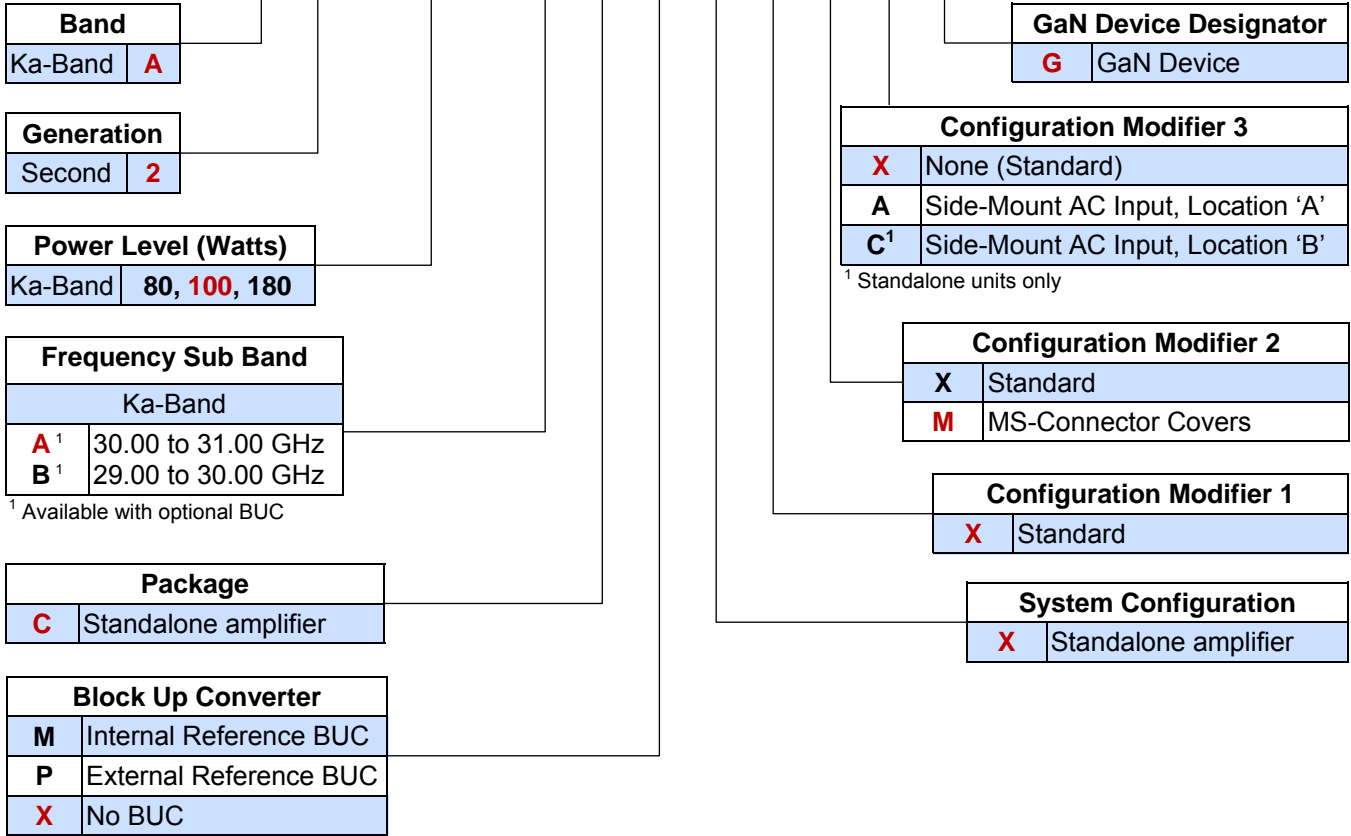 Band
Ka-Band A
Generation
Second 2
Power Level (Watts)
Ka-Band 80, 100, 180
Frequency Sub Band
Ka-Band
A ¹ 30.00 to 31.00 GHz
B ¹ 29.00 to 30.00 GHz
¹ Available with optional BUC
Package
C Standalone amplifier
Block Up Converter
M Internal Reference BUC
P External Reference BUC
X No BUC
GaN Device Designator
G GaN Device
Configuration Modifier 3
X None (Standard)
A Side-Mount AC Input, Location ‘A’
C¹ Side-Mount AC Input, Location ‘B’
¹ Standalone units only
Configuration Modifier 2
X Standard
M MS-Connector Covers
Configuration Modifier 1
X Standard
System Configuration
X Standalone amplifier